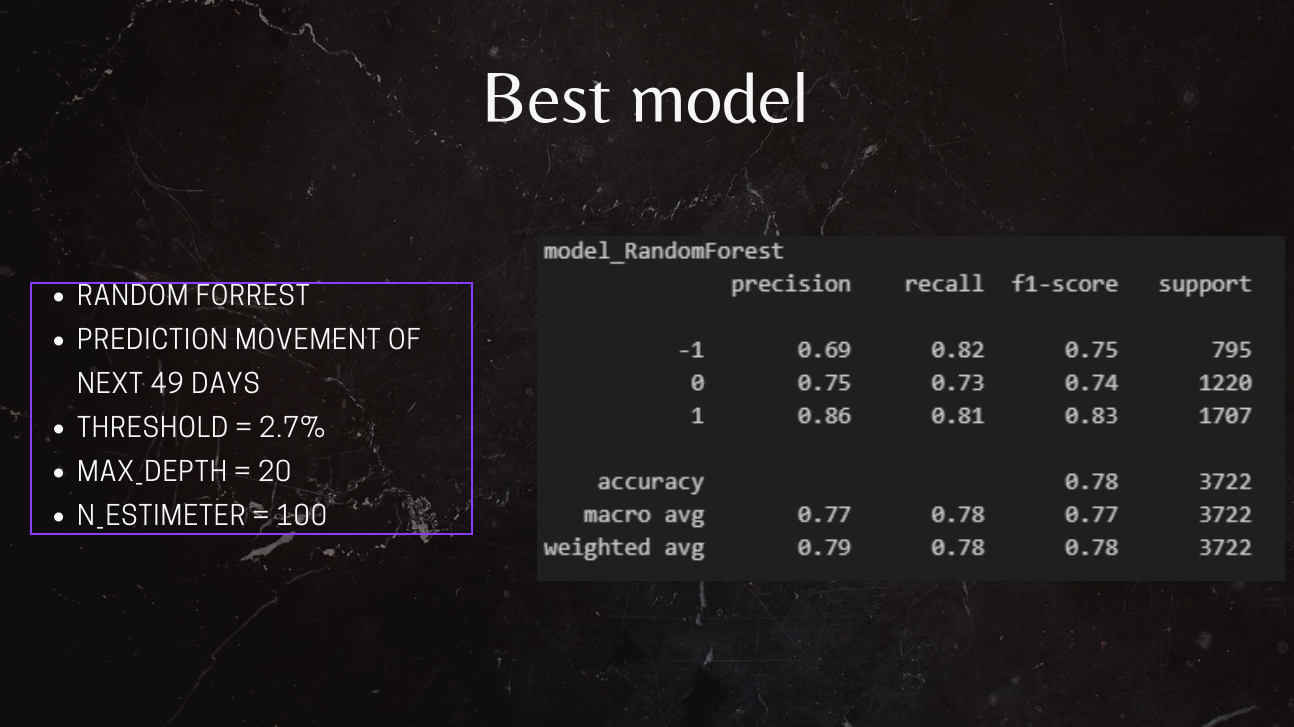 Best model
• RANDOM FORREST
• PREDICTION MOVEMENT OF
NEXT 49 DAYS
• THRESHOLD = 2.7%
• MAX_DEPTH = 20
• N_ESTIMETER = 100
model_RandomForest
precision recall f1-score support
-1 0.69 0.82 0.75 795
0 0.75 0.73 0.74 1220
1 0.86 0.81 0.83 1707
accuracy 0.78 3722
macro avg 0.77 0.78 0.77 3722
weighted avg 0.79 0.78 0.78 3722